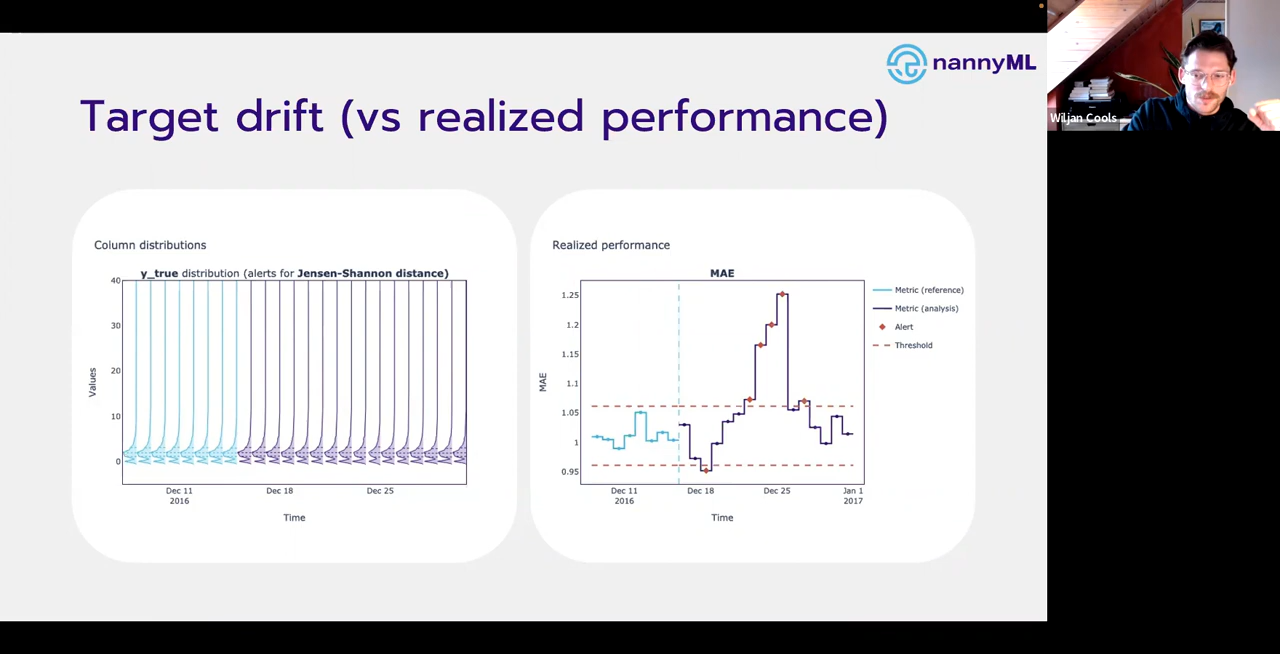 nannyML
Target drift (vs realized performance)
Wiljan Cools
Column distributions
y_true distribution (alerts for Jensen-Shannon distance)
40
30
20
10
0
Values
Dec 11
2016
Dec 18
Dec 25
Time
Realized performance
MAE
1.25
1.2
1.15
1.1
1.05
1
0.95
MAE
Dec 11
2016
Dec 18
Dec 25
Jan 1
2017
Time
Metric (reference)
Metric (analysis)
Alert
Threshold